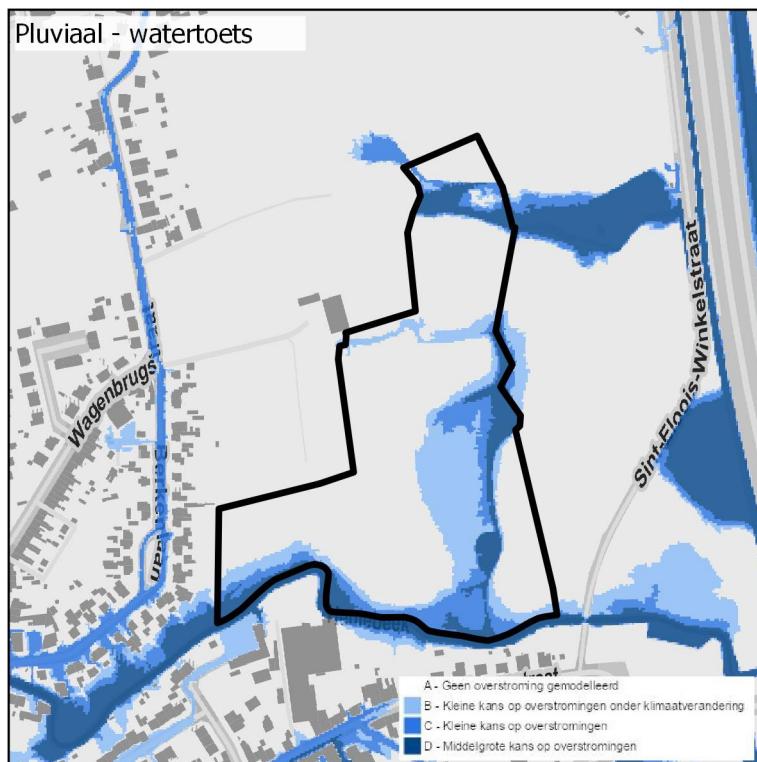 Pluviaal - watertoets
Wagenbrugs
Sint-Eloois-Winkelstraat
A - Geen overstroming gemodelleerd
B - Kleine kans op overstromingen onder klimaatverandering
C - Kleine kans op overstromingen
D - Middelgrote kans op overstromingen